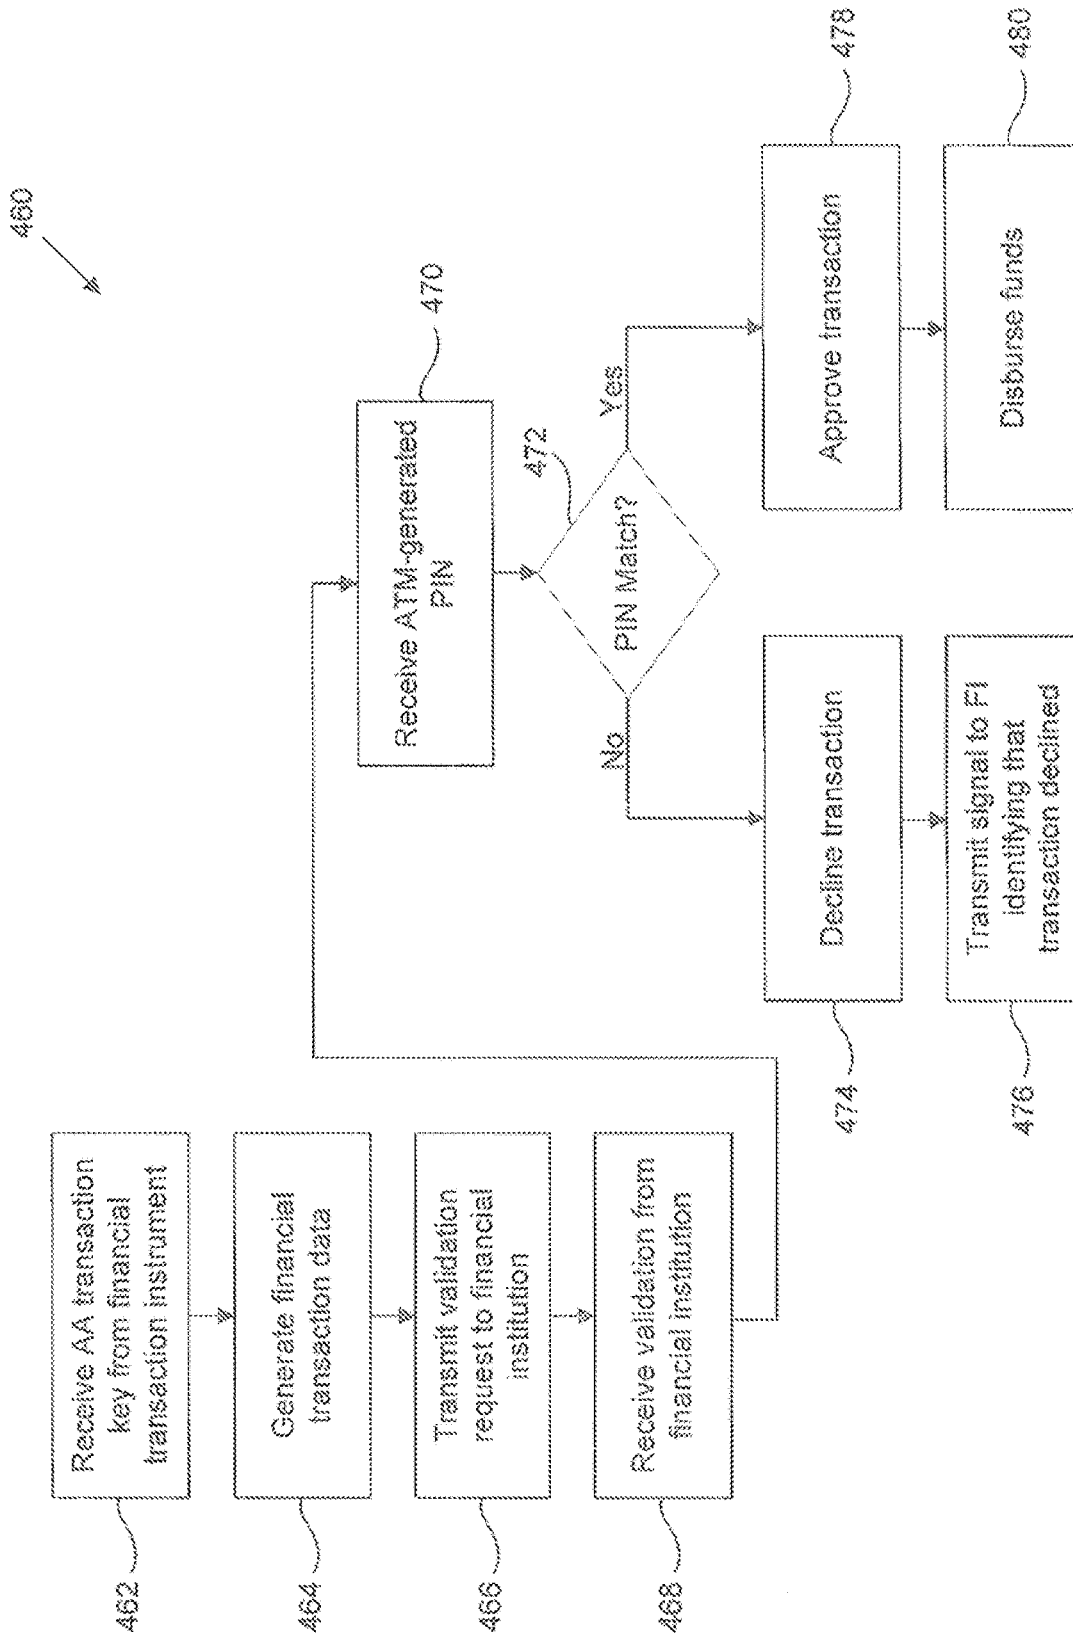 460
462
Receive AA transaction
key from financial
transaction instrument
464
Generate financial
transaction data
466
Transmit validation
request to financial
institution
468
Receive validation from
financial institution
470
Receive ATM-generated
PIN
472
PIN Match?
No
Yes
474
Decline transaction
476
Transmit signal to FI
identifying that
transaction declined
478
Approve transaction
480
Disburse funds